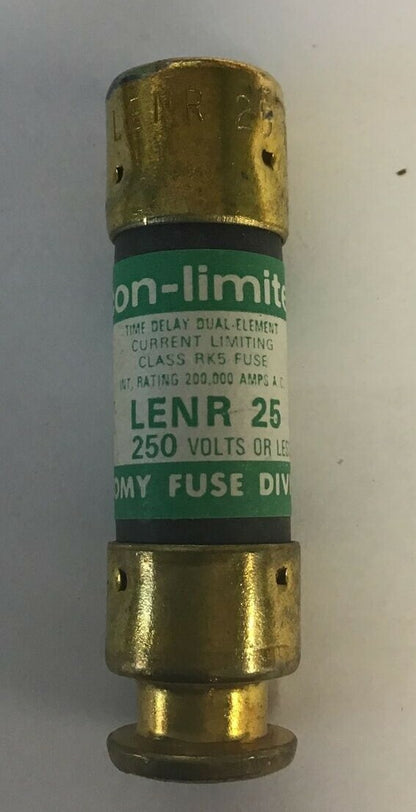 LENR 25
on-limite
TIME DELAY DUAL-ELEMENT
CURRENT LIMITING
CLASS RK5 FUSE
INT. RATING 200,000 AMPS A.C.
LENR 25
250 VOLTS OR LES
OMY FUSE DIV